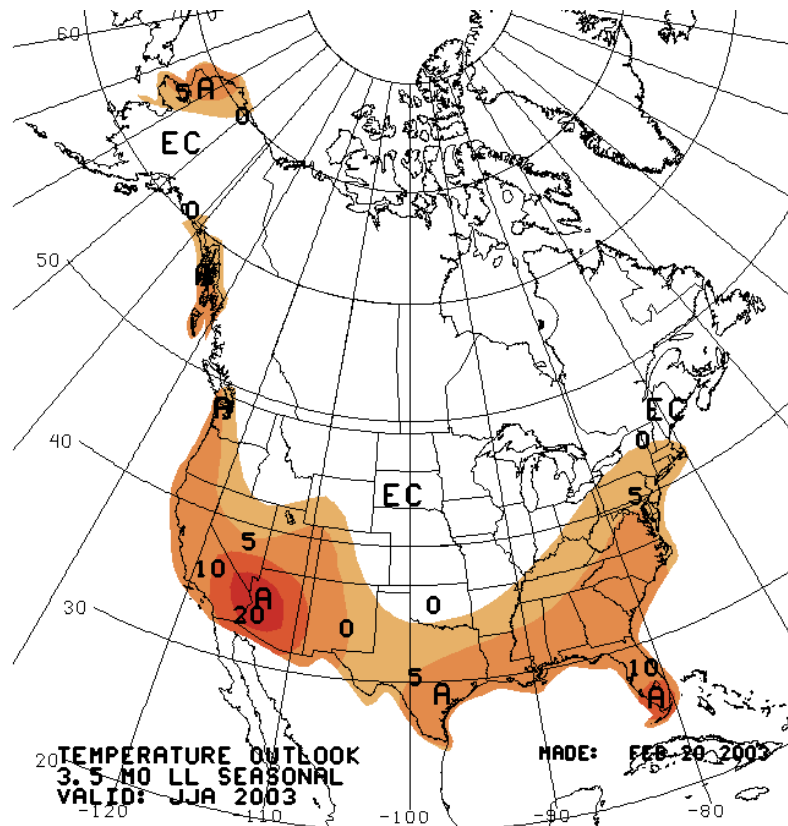 60
5 A
0
EC
0
50
A
A
EC
40
0
EC
5
5
10
A
30
20
0
0
5
A
10
A
20
TEMPERATURE OUTLOOK
3.5 MO LL SEASONAL
VALID: JJA 2003
MADE: FEB 20 2003
-120
-110
-100
-90
-80